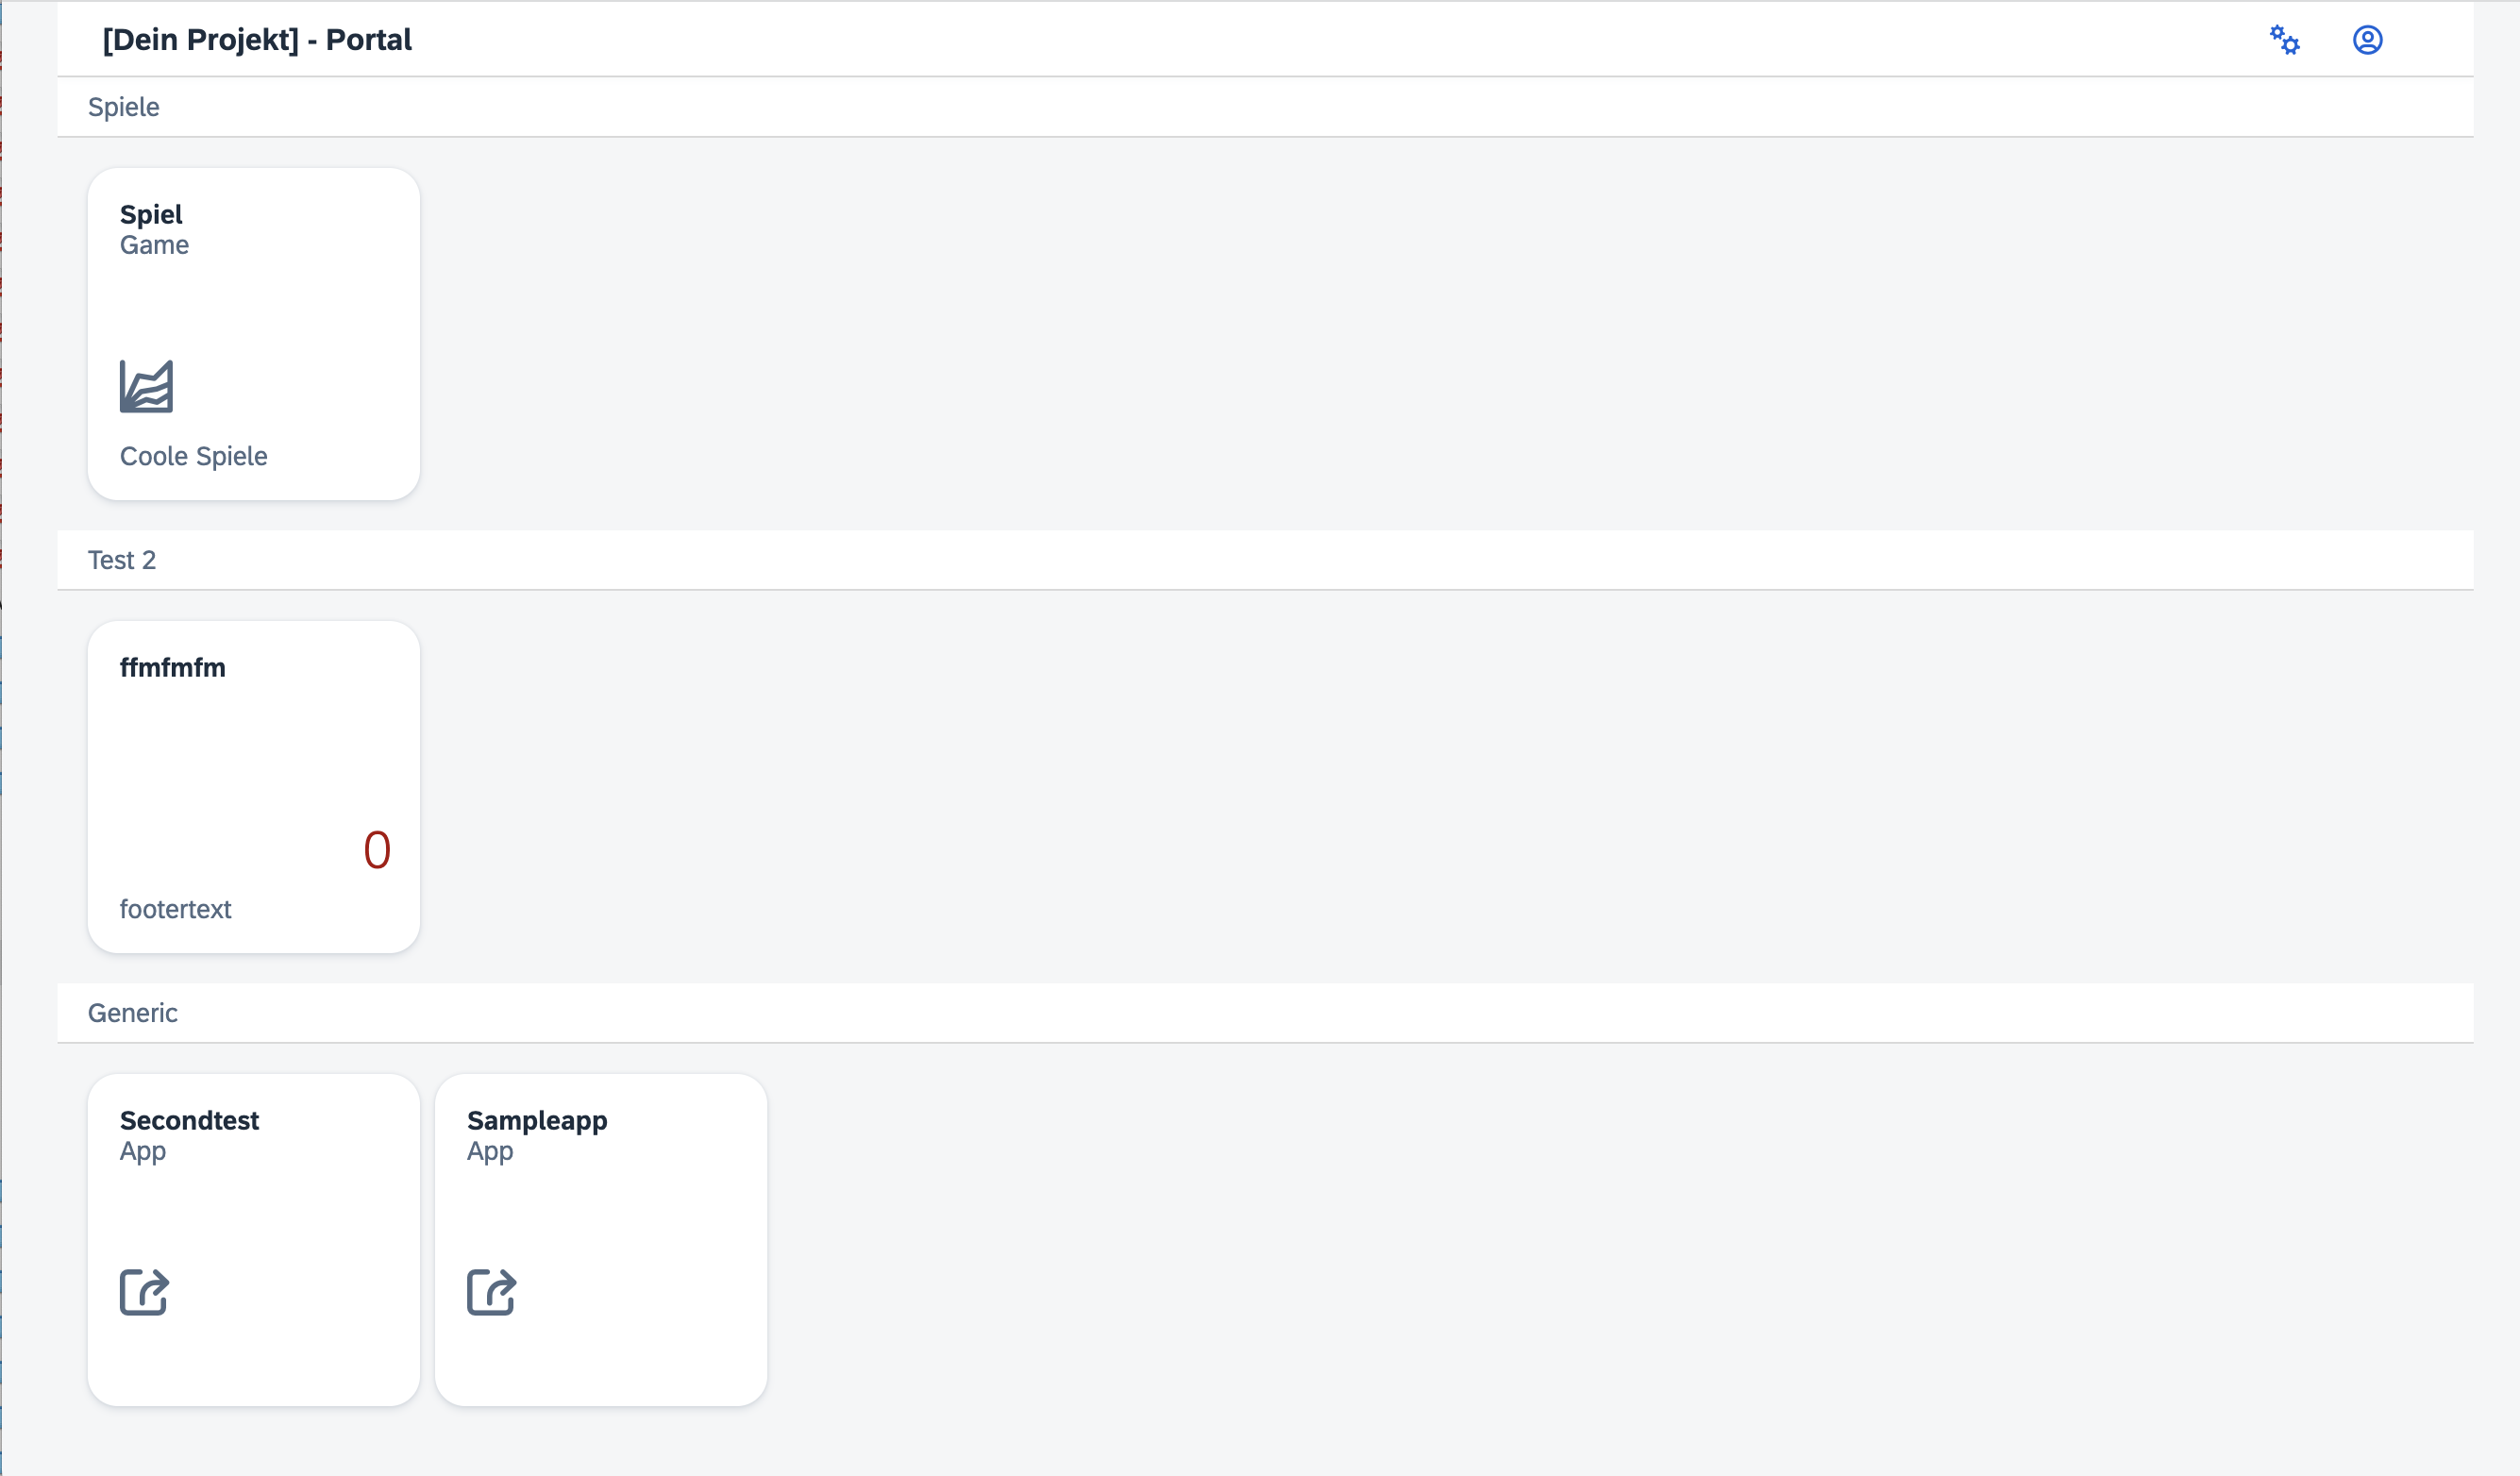 [Dein Projekt] - Portal
Spiele
Spiel
Game
Coole Spiele
Test 2
ffmfmfm
0
footertext
Generic
Secondtest
App
Sampleapp
App